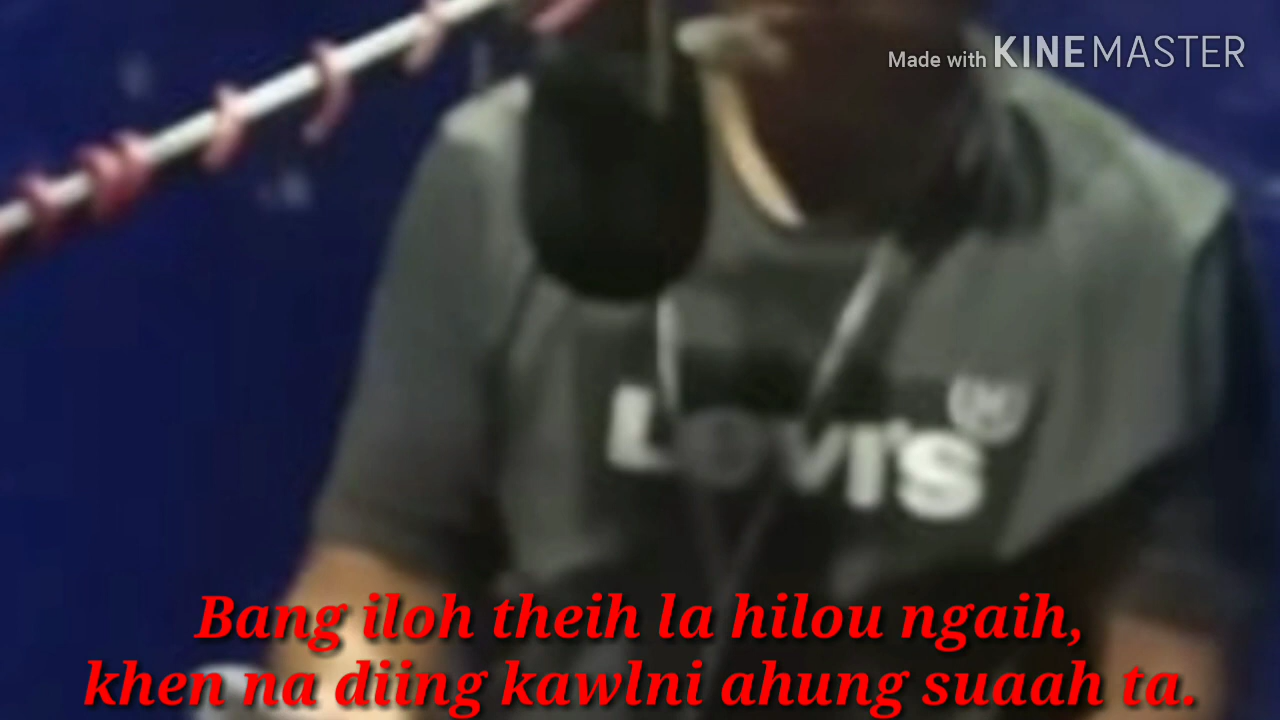 Made with KINEMASTER
LEVI'S
Bang iloh theih la hilou ngaih,
khen na diing kawlni ahung suaah ta.